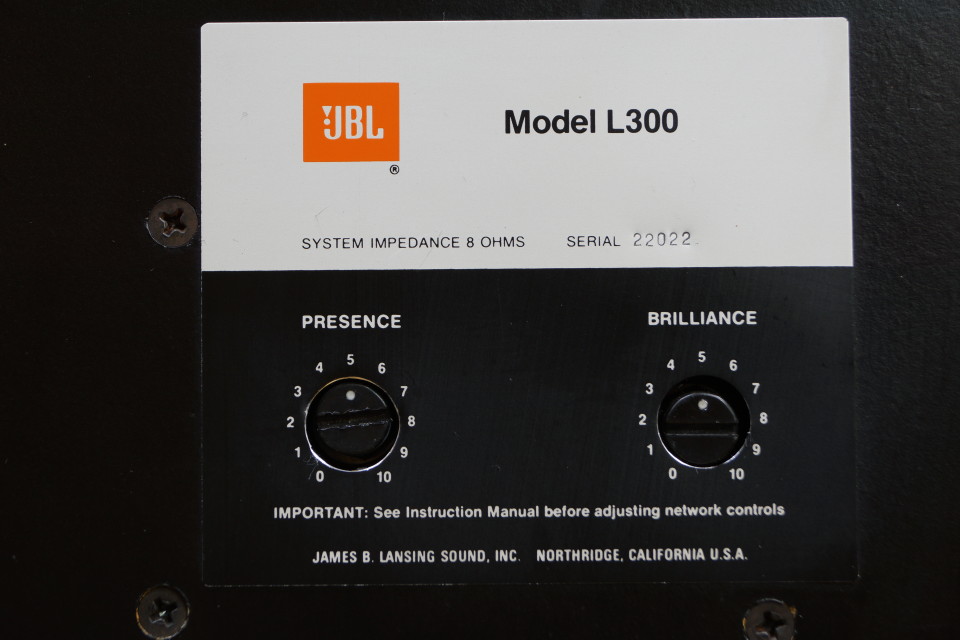 JBL
®
Model L300
SYSTEM IMPEDANCE 8 OHMS SERIAL 22022
PRESENCE
0 1 2 3 4 5 6 7 8 9 10
BRILLIANCE
0 1 2 3 4 5 6 7 8 9 10
IMPORTANT: See Instruction Manual before adjusting network controls
JAMES B. LANSING SOUND, INC. NORTHRIDGE, CALIFORNIA U.S.A.